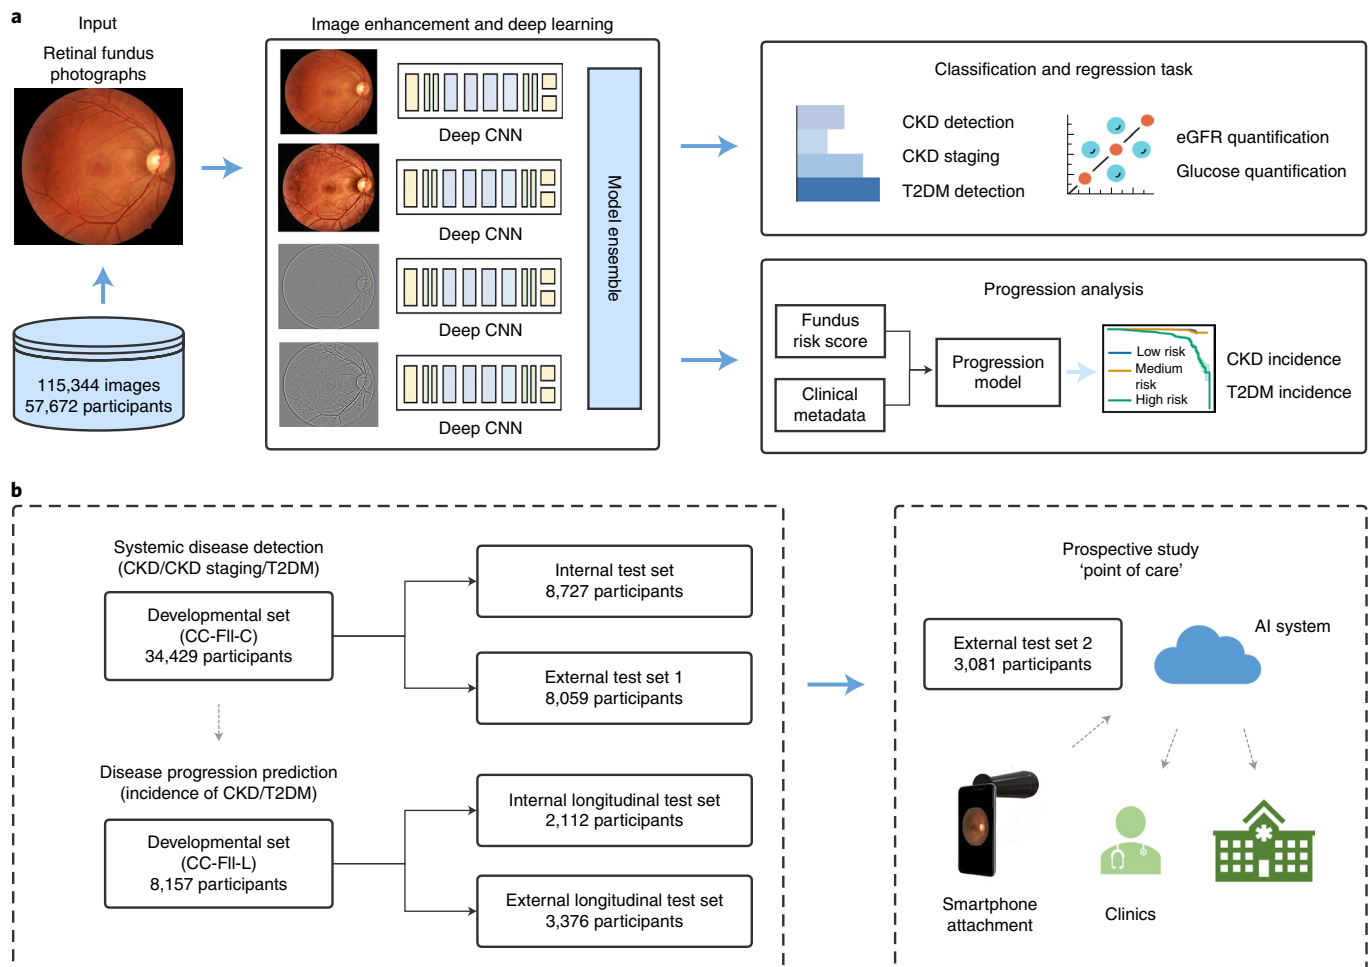 a
Input
Retinal fundus
photographs
115,344 images
57,672 participants
Image enhancement and deep learning
Deep CNN
Deep CNN
Deep CNN
Deep CNN
Model ensemble
Classification and regression task
CKD detection
CKD staging
T2DM detection
eGFR quantification
Glucose quantification
Progression analysis
Fundus
risk score
Clinical
metadata
Progression
model
Low risk
Medium
risk
High risk
CKD incidence
T2DM incidence
b
Systemic disease detection
(CKD/CKD staging/T2DM)
Developmental set
(CC-FII-C)
34,429 participants
Internal test set
8,727 participants
External test set 1
8,059 participants
Disease progression prediction
(incidence of CKD/T2DM)
Developmental set
(CC-FII-L)
8,157 participants
Internal longitudinal test set
2,112 participants
External longitudinal test set
3,376 participants
Prospective study
‘point of care’
External test set 2
3,081 participants
AI system
Smartphone
attachment
Clinics